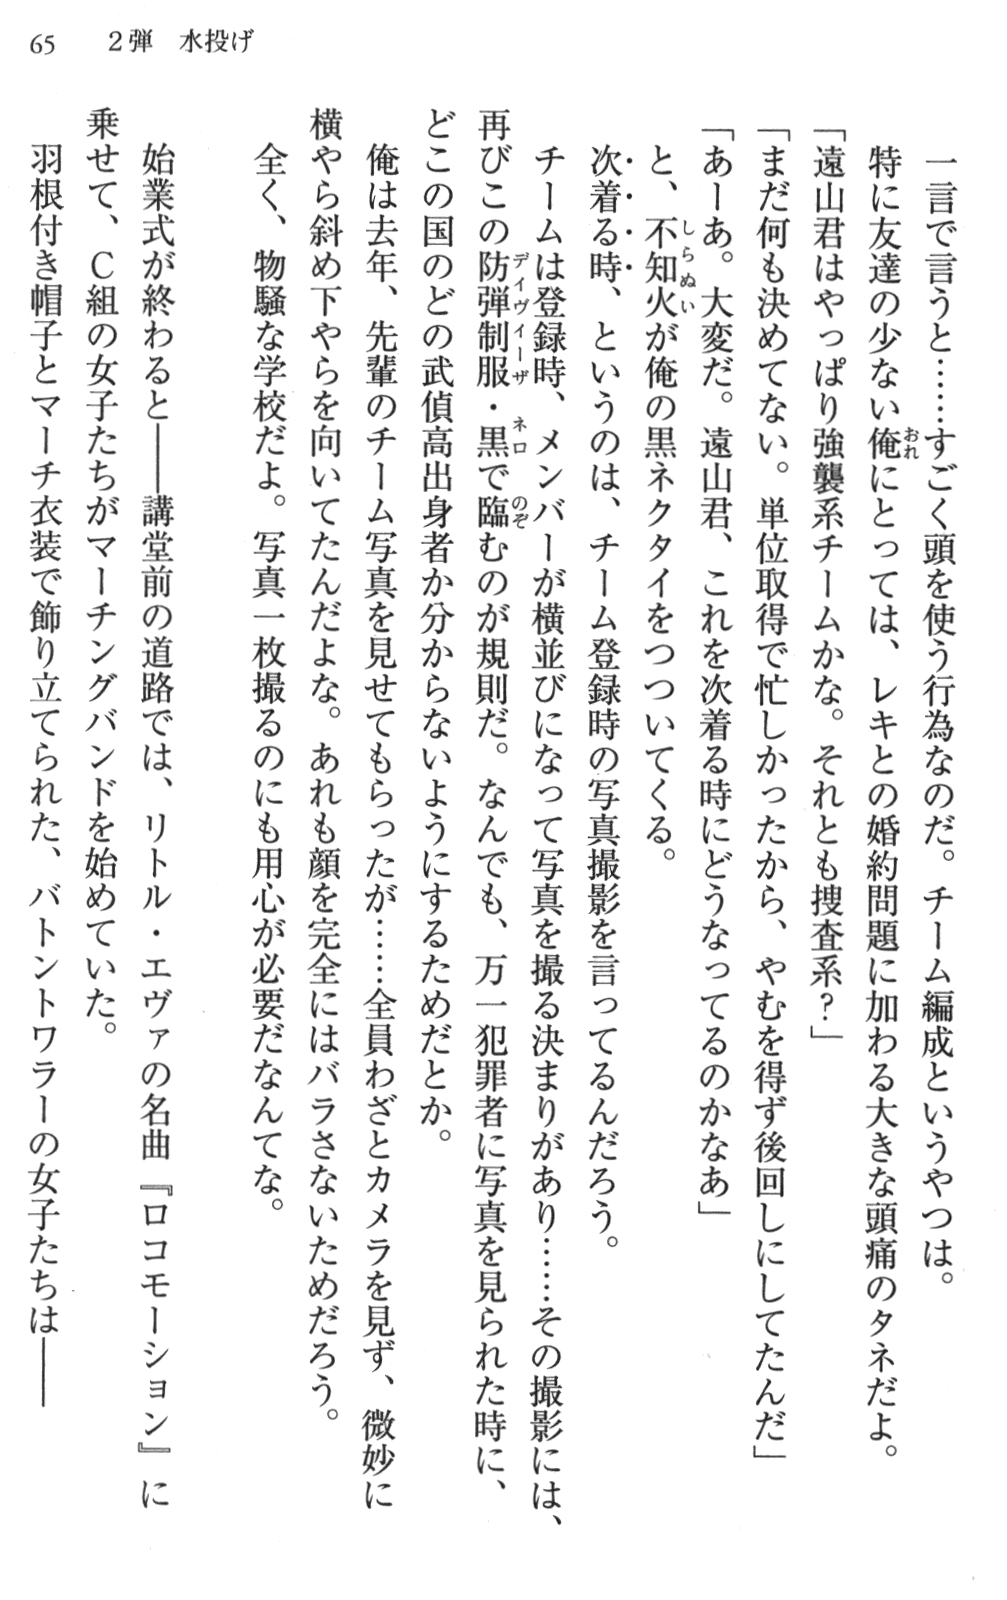 65　2弾　水投げ
一言で言うと……すごく頭を使う行為なのだ。チーム編成というやつは。
特に友達の少ない俺にとっては、レキとの婚約問題に加わる大きな頭痛のタネだよ。
「遠山君はやっぱり強襲系チームかな。それとも捜査系？」
「まだ何も決めてない。単位取得で忙しかったから、やむを得ず後回しにしてたんだ」
「あーあ。大変だ。遠山君、これを次着る時にどうなってるのかなあ」
と、不知火が俺の黒ネクタイをつついてくる。
次着る時、というのは、チーム登録時の写真撮影を言ってるんだろう。
チームは登録時、メンバーが横並びになって写真を撮る決まりがあり……その撮影には、
再びこの防弾制服・黒で臨むのが規則だ。なんでも、万一犯罪者に写真を見られた時に、
どこの国のどの武偵高出身者か分からないようにするためだとか。
俺は去年、先輩のチーム写真を見せてもらったが……全員わざとカメラを見ず、微妙に
横やら斜め下やらを向いてたんだよな。あれも顔を完全にはバラさないためだろう。
全く、物騒な学校だよ。写真一枚撮るのにも用心が必要だなんてな。
始業式が終わると――講堂前の道路では、リトル・エヴァの名曲『ロコモーション』に
乗せて、Ｃ組の女子たちがマーチングバンドを始めていた。
羽根付き帽子とマーチ衣装で飾り立てられた、バトントワラーの女子たちは――